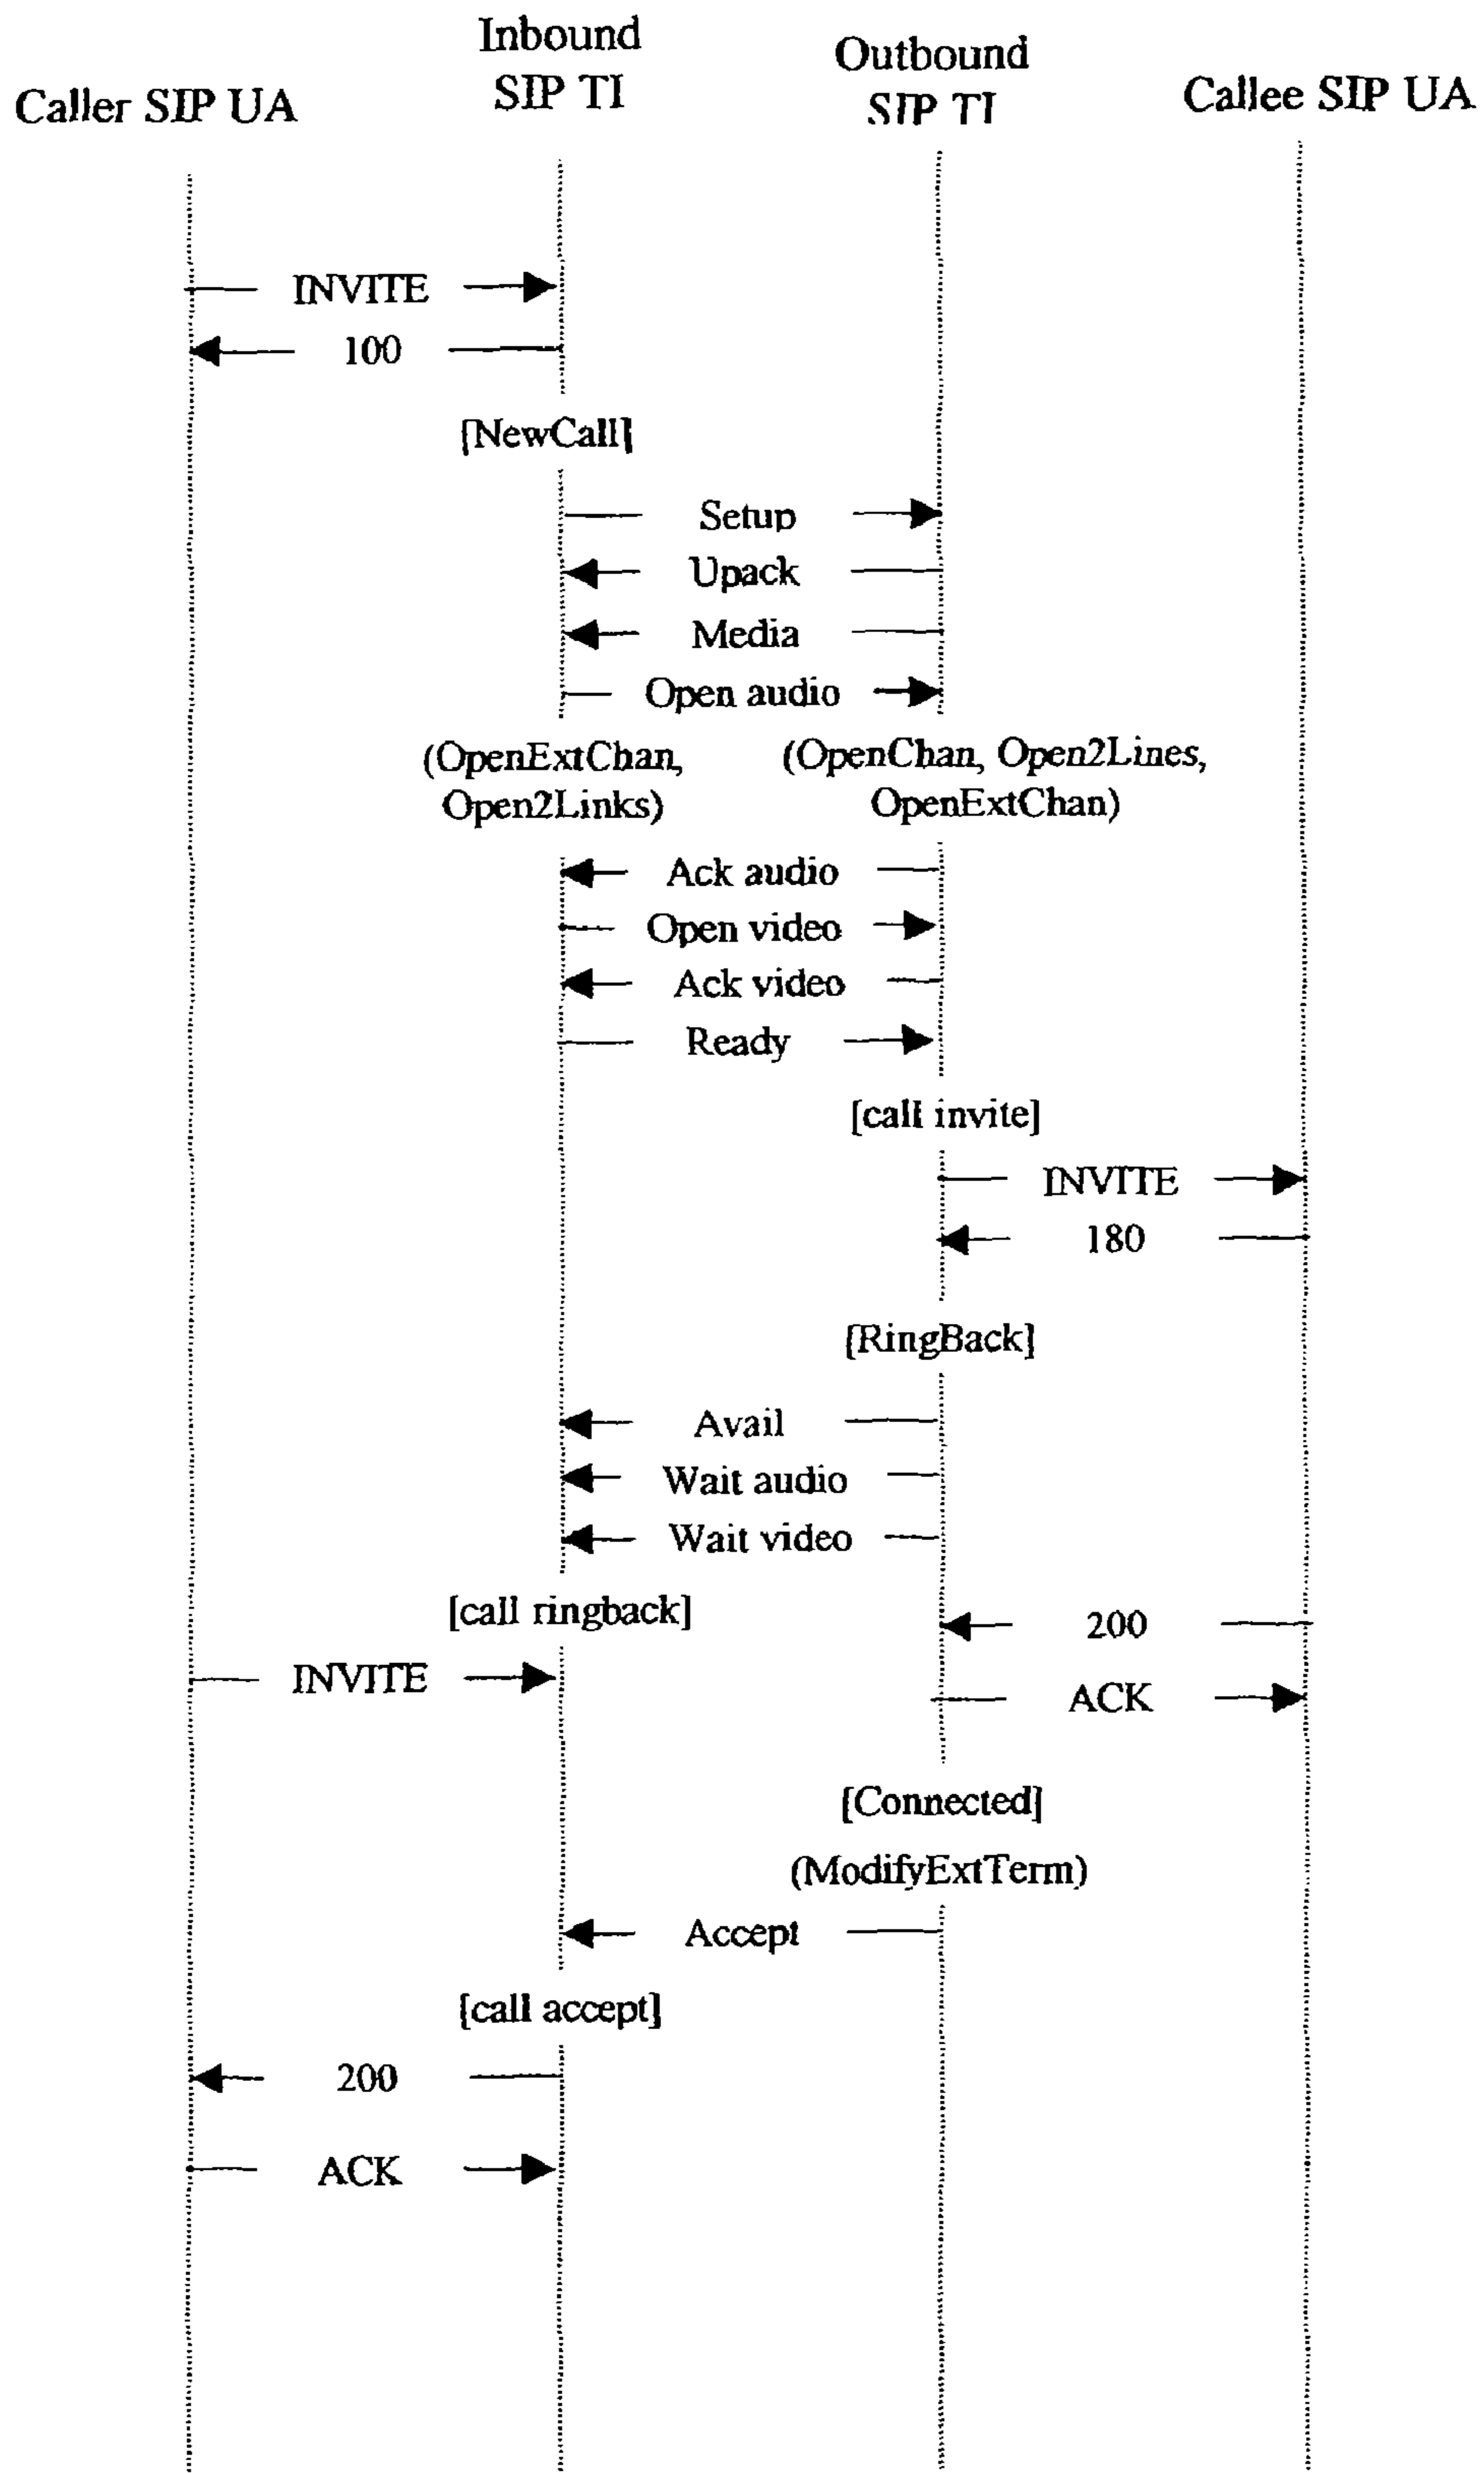 Inbound
SIP TI
Outbound
SIP TI
Caller SIP UA
Callee SIP UA
INVITE
100
[NewCall]
Setup
Upack
Media
Open audio
(OpenExtChan,
Open2Links)
(OpenChan, Open2Lines,
OpenExtChan)
Ack audio
Open video
Ack video
Ready
[call invite]
INVITE
180
[RingBack]
Avail
Wait audio
Wait video
[call ringback]
200
INVITE
ACK
[Connected]
(ModifyExtTerm)
Accept
[call accept]
200
ACK